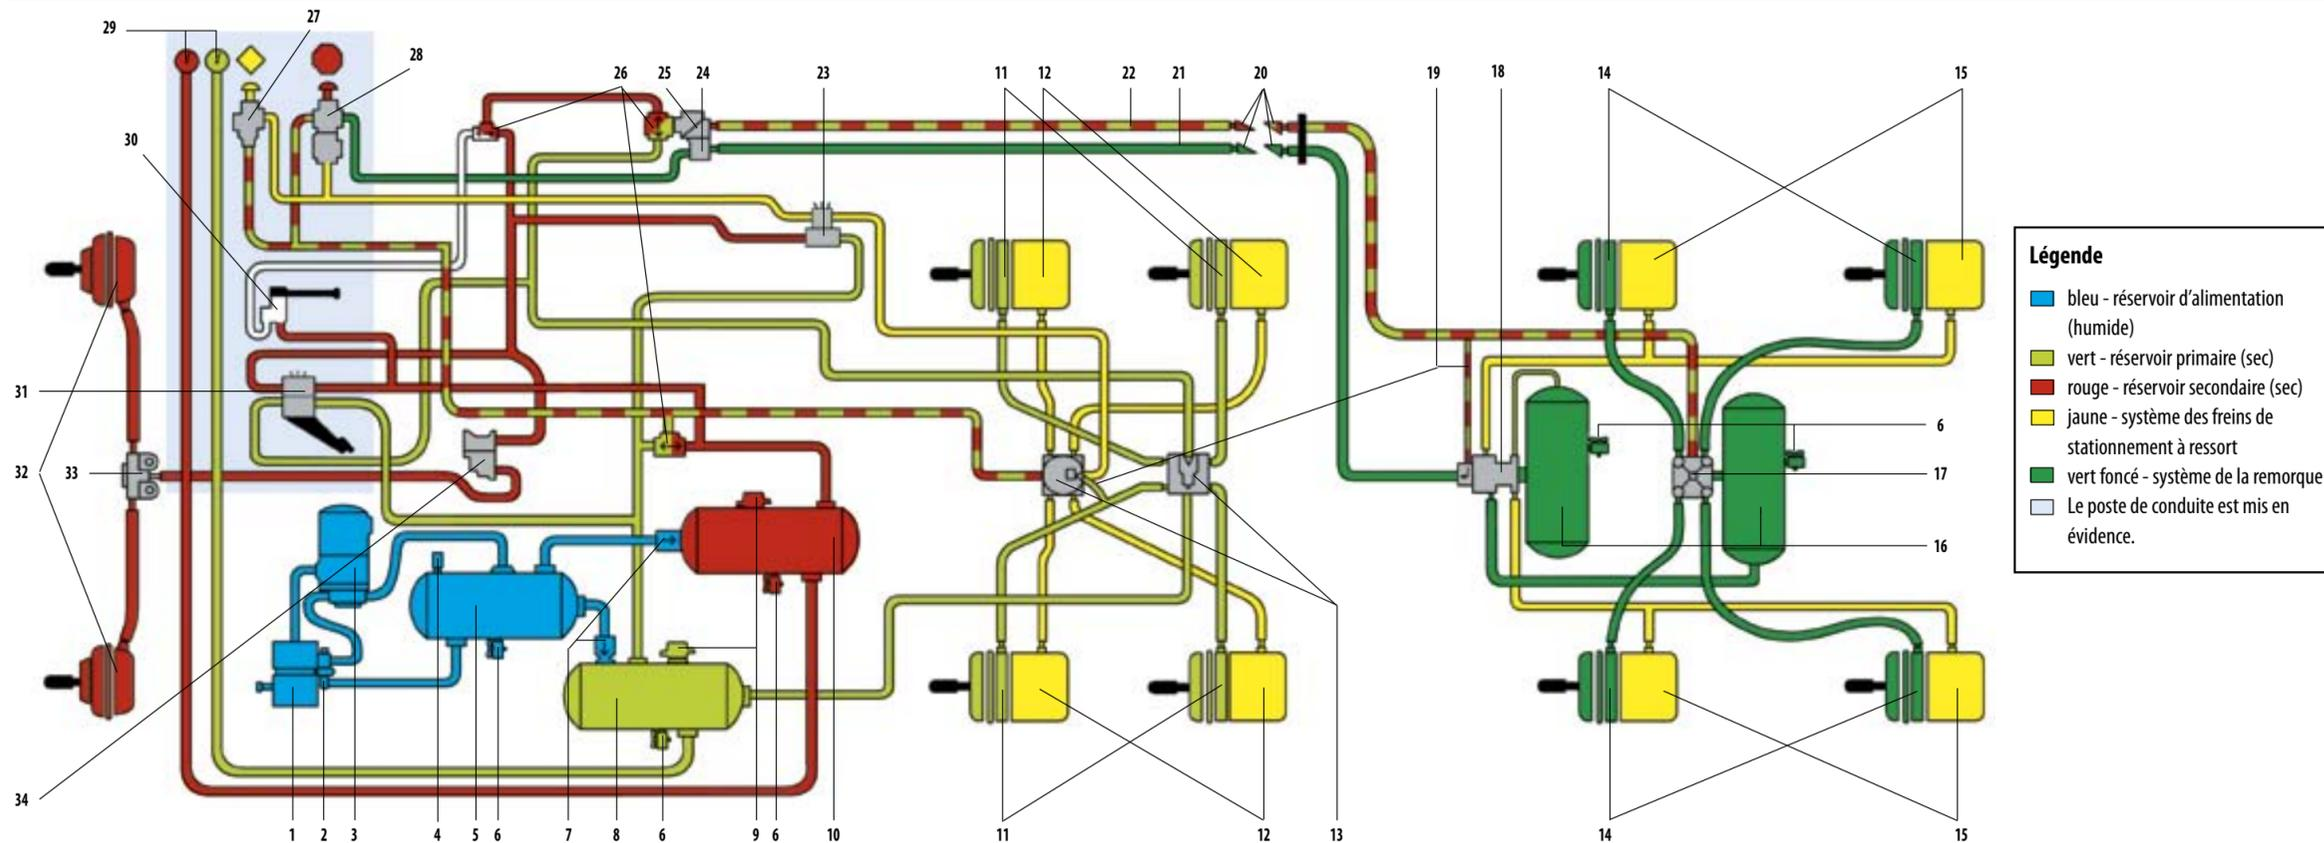 27
29
28
26 25 24 23 11 12 22 21 20 19 18 14 15
30
31
32 33
34
6
17
16
1 2 3 4 5 6 7 8 6 9 6 10 11 12 13 14 15
Légende
bleu - réservoir d’alimentation
(humide)
vert - réservoir primaire (sec)
rouge - réservoir secondaire (sec)
jaune - système des freins de
stationnement à ressort
vert foncé - système de la remorque
Le poste de conduite est mis en
évidence.